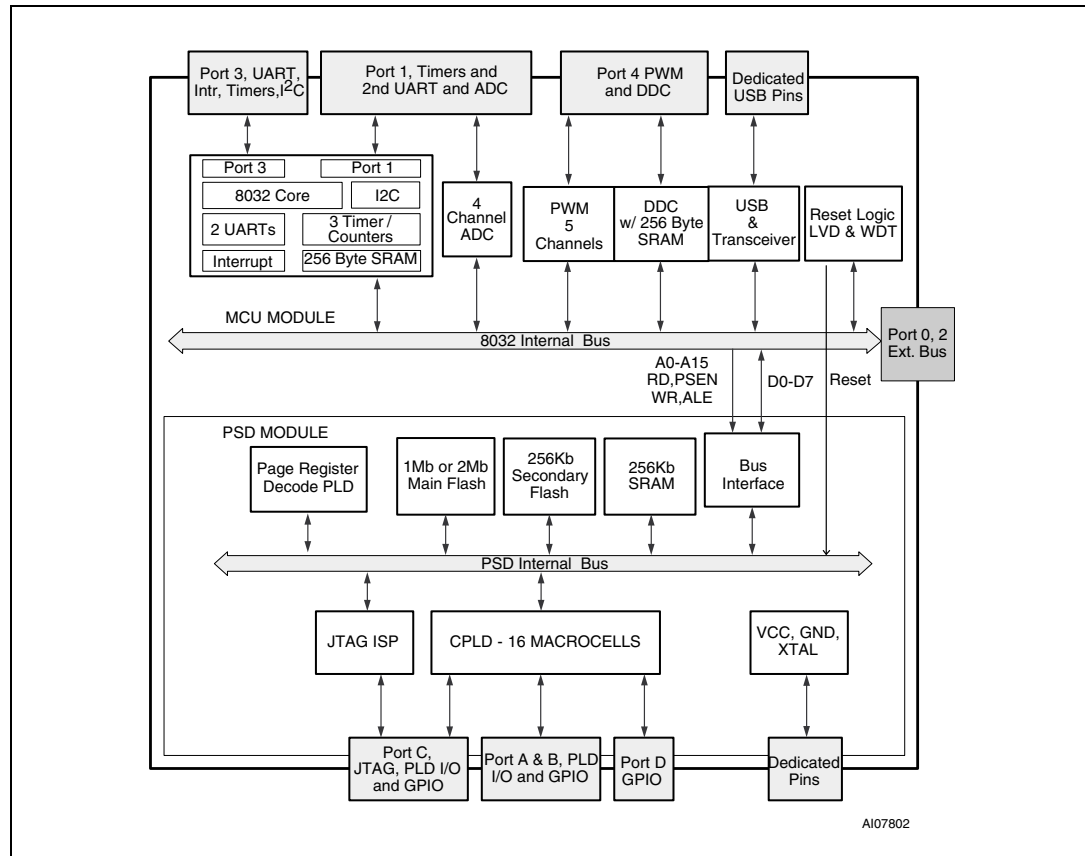 Port 3, UART,
Intr, Timers,I2C
Port 1, Timers and
2nd UART and ADC
Port 4 PWM
and DDC
Dedicated
USB Pins
Port 3
Port 1
8032 Core
I2C
2 UARTs
3 Timer /
Counters
Interrupt
256 Byte SRAM
4
Channel
ADC
PWM
5
Channels
DDC
w/ 256 Byte
SRAM
USB
&
Transceiver
Reset Logic
LVD & WDT
MCU MODULE
8032 Internal Bus
Port 0, 2
Ext. Bus
A0-A15
RD,PSEN
WR,ALE
D0-D7
Reset
PSD MODULE
Page Register
Decode PLD
1Mb or 2Mb
Main Flash
256Kb
Secondary
Flash
256Kb
SRAM
Bus
Interface
PSD Internal Bus
JTAG ISP
CPLD - 16 MACROCELLS
VCC, GND,
XTAL
Port C,
JTAG, PLD I/O
and GPIO
Port A & B, PLD
I/O and GPIO
Port D
GPIO
Dedicated
Pins
AI07802